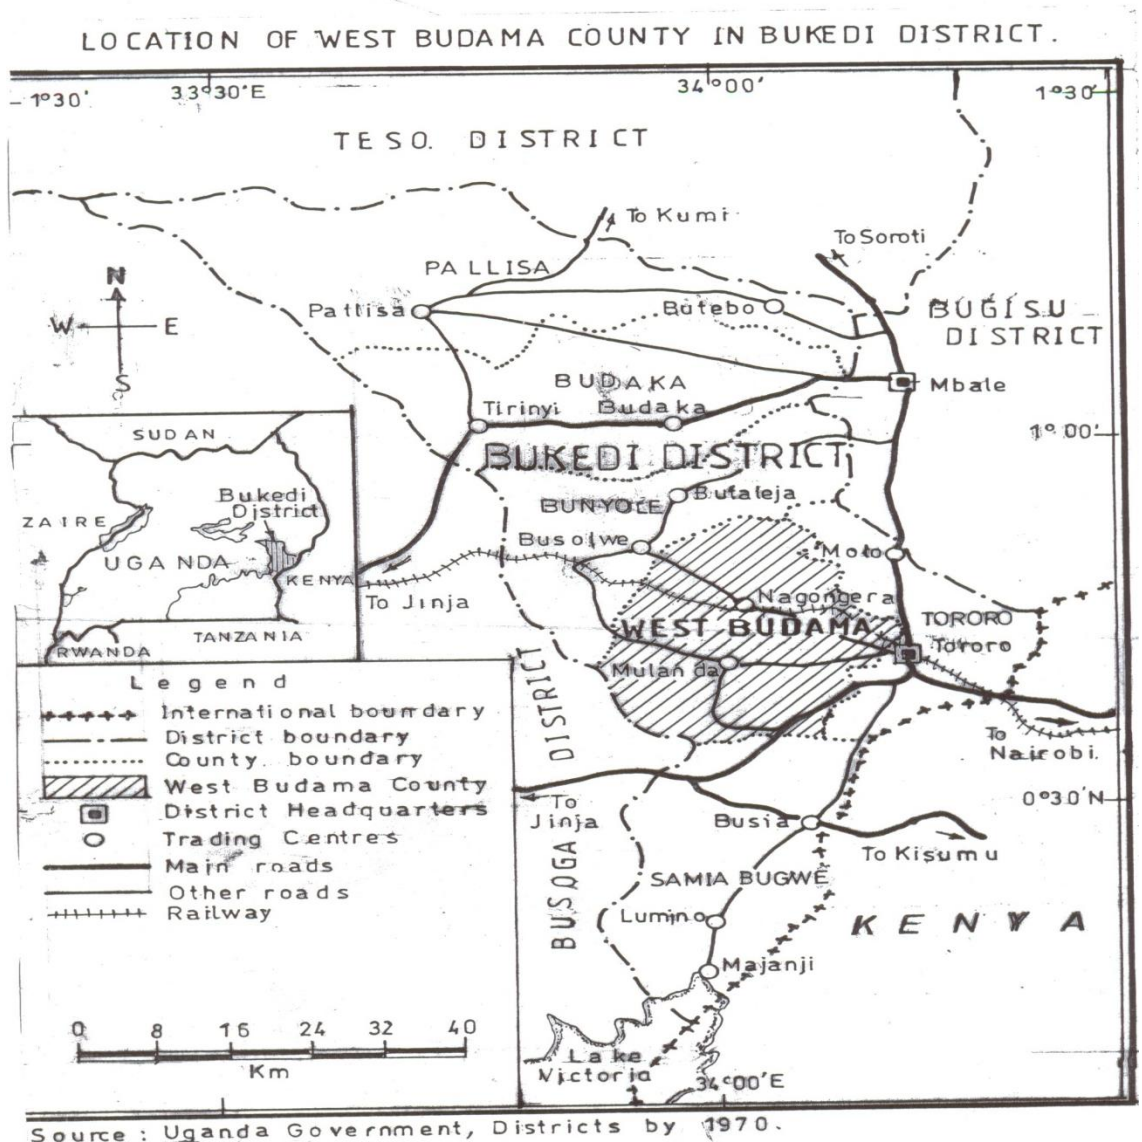 LOCATION OF WEST BUDAMA COUNTY IN BUKEDI DISTRICT.
1°30'
33°30'E
34°00'
1°30'
TESO. DISTRICT
To Kumi
To Soroti
PALLISA
N
W
E
S
Pallisa
Butebo
BUGISU
DISTRICT
BUDAKA
Mbale
Tirinyi
Budaka
1°00'
BUKEDI DISTRICT
SUDAN
Bukedi
District
ZAIRE
UGANDA
KENYA
TANZANIA
RWANDA
Butaleja
BUNYOLE
Busolwe
Molo
To Jinja
Nagongera
WEST BUDAMA
TORORO
Tororo
Mulanda
Legend
International boundary
District boundary
County. boundary
West Budama County
District Headquarters
Trading Centres
Main roads
Other roads
Railway
To
Nairobi.
0°30'N
To
Jinja
Busia
To Kisumu
BUSOGA DISTRICT
SAMIA BUGWE
Lumino
KENYA
Majanji
0 8 16 24 32 40
Km
Lake
Victoria
34°00'E
Source : Uganda Government, Districts by 1970.